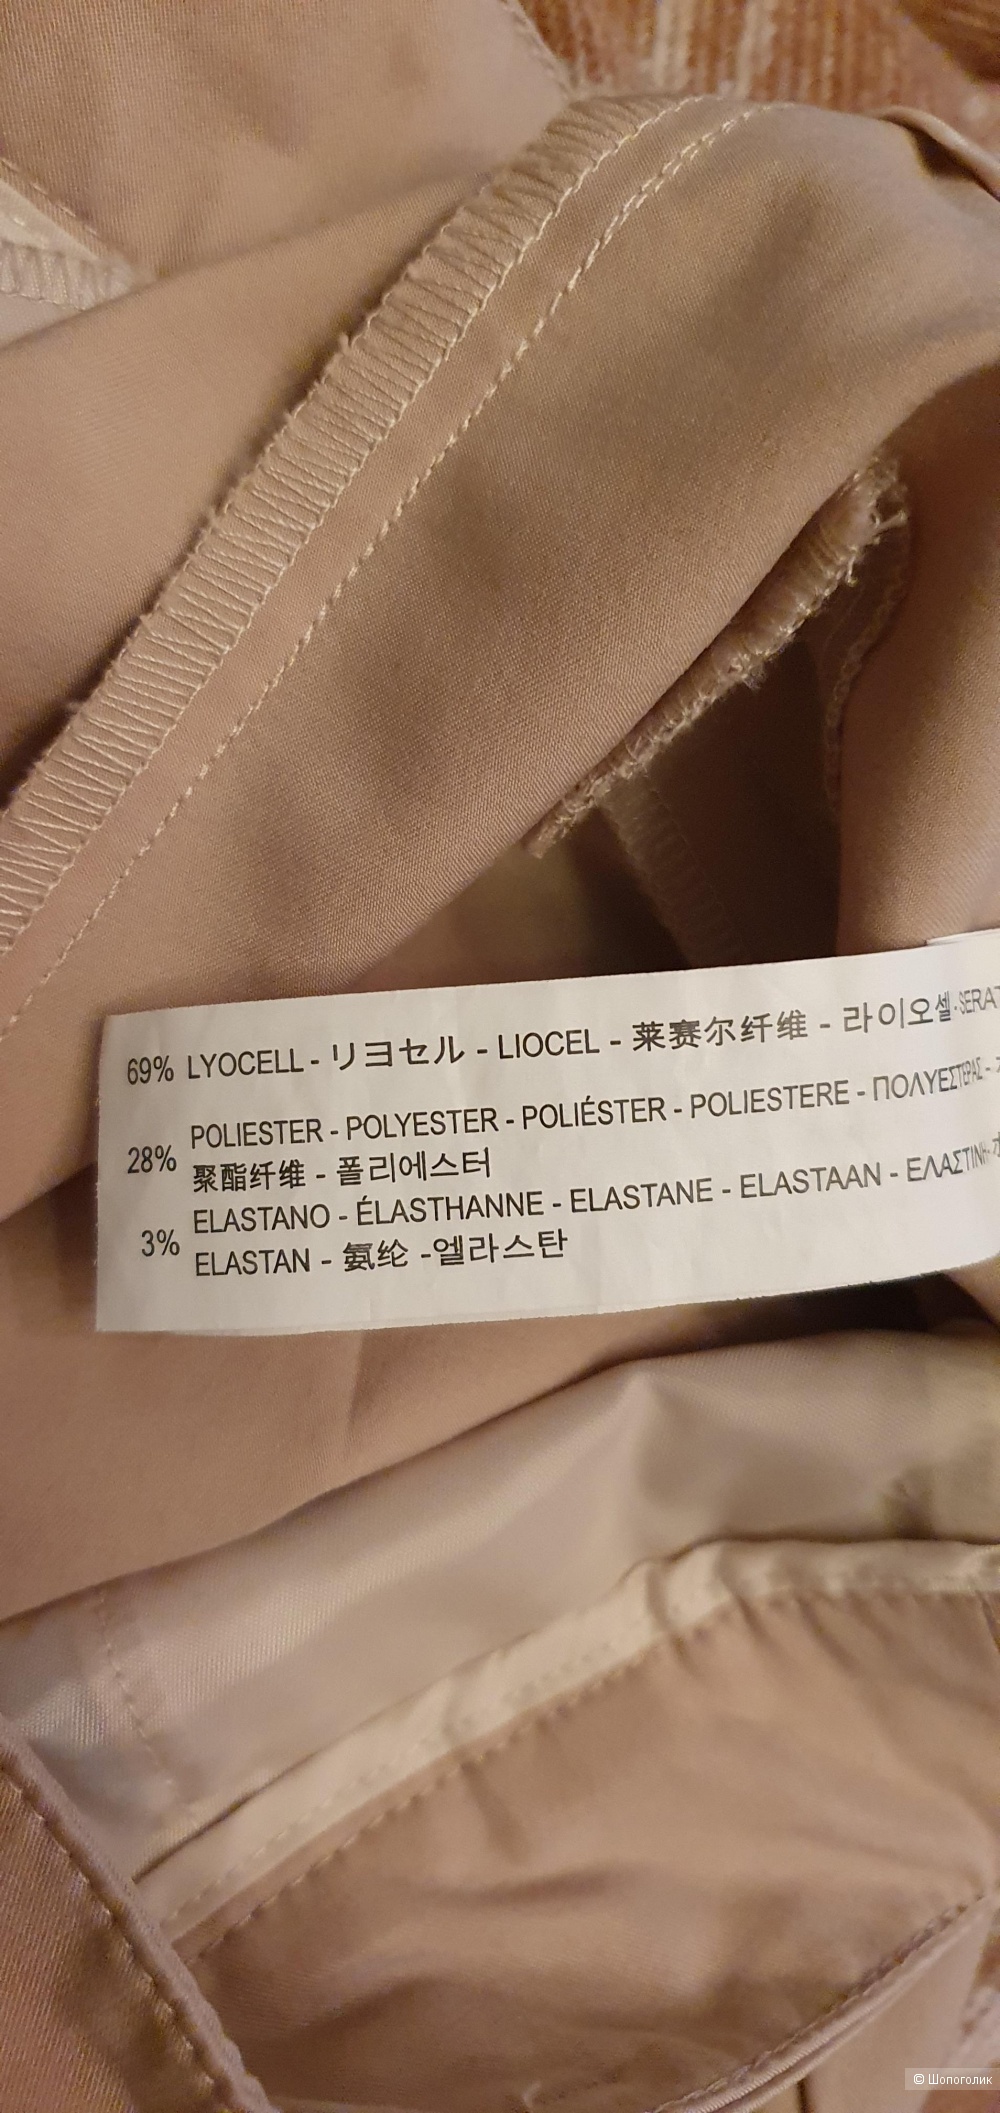 69% LYOCELL - リヨセル - LIOCEL - 莱赛尔纤维 - 라이오셀 - SERAT
28% POLIESTER - POLYESTER - POLIÉSTER - POLIESTERE - ΠΟΛΥΕΣΤΕΡΑΣ -
聚酯纤维 - 폴리에스터
3% ELASTANO - ÉLASTHANNE - ELASTANE - ELASTAAN - ΕΛΑΣΤΙΝΗ -
ELASTAN - 氨纶 -엘라스탄
© Шопоголик